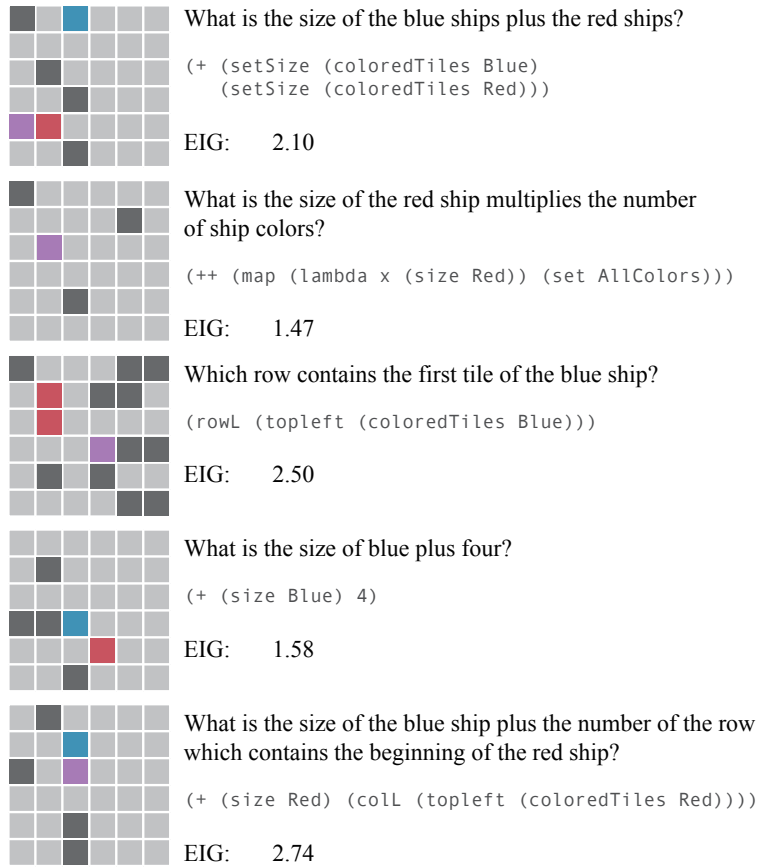 What is the size of the blue ships plus the red ships?
(+ (setSize (coloredTiles Blue)
(setSize (coloredTiles Red)))
EIG: 2.10
What is the size of the red ship multiplies the number
of ship colors?
(++ (map (lambda x (size Red)) (set AllColors)))
EIG: 1.47
Which row contains the first tile of the blue ship?
(rowL (topleft (coloredTiles Blue)))
EIG: 2.50
What is the size of blue plus four?
(+ (size Blue) 4)
EIG: 1.58
What is the size of the blue ship plus the number of the row
which contains the beginning of the red ship?
(+ (size Red) (colL (topleft (coloredTiles Red))))
EIG: 2.74